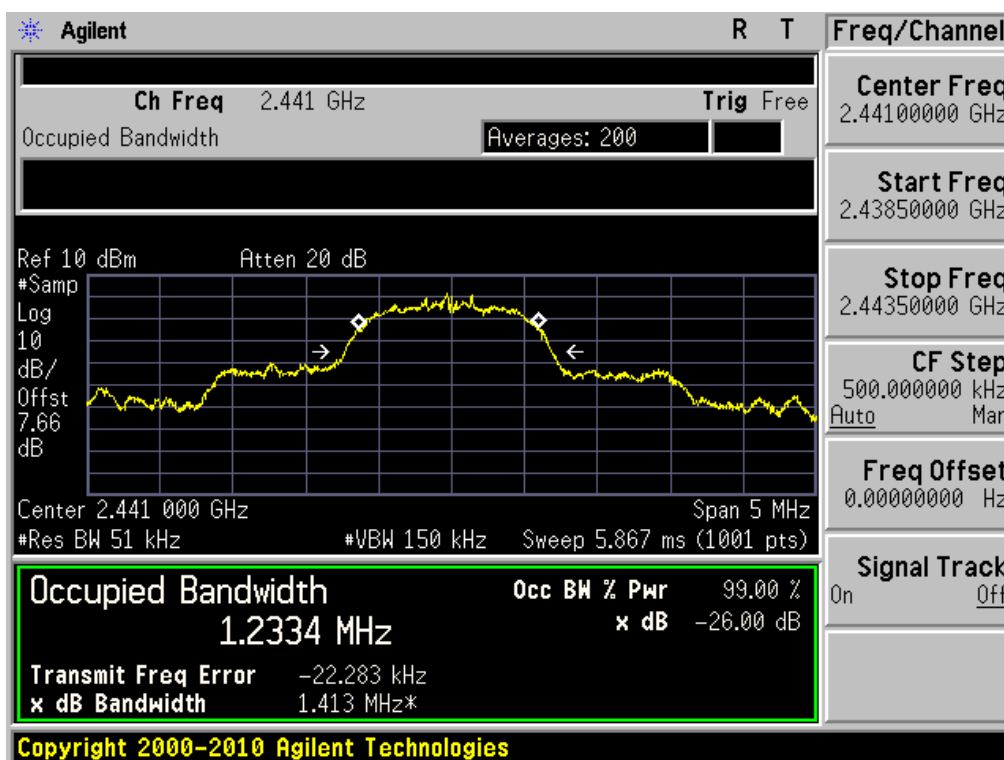 Agilent R T
Ch Freq 2.441 GHz Trig Free
Occupied Bandwidth Averages: 200
Ref 10 dBm Atten 20 dB
#Samp
Log
10
dB/
Offst
7.66
dB
Center 2.441 000 GHz Span 5 MHz
#Res BW 51 kHz #VBW 150 kHz Sweep 5.867 ms (1001 pts)
Occupied Bandwidth Occ BW % Pwr 99.00 %
1.2334 MHz x dB -26.00 dB
Transmit Freq Error -22.283 kHz
x dB Bandwidth 1.413 MHz*
Copyright 2000-2010 Agilent Technologies
Freq/Channel
Center Freq
2.44100000 GHz
Start Freq
2.43850000 GHz
Stop Freq
2.44350000 GHz
CF Step
500.000000 kHz
Auto Man
Freq Offset
0.00000000 Hz
Signal Track
On Off